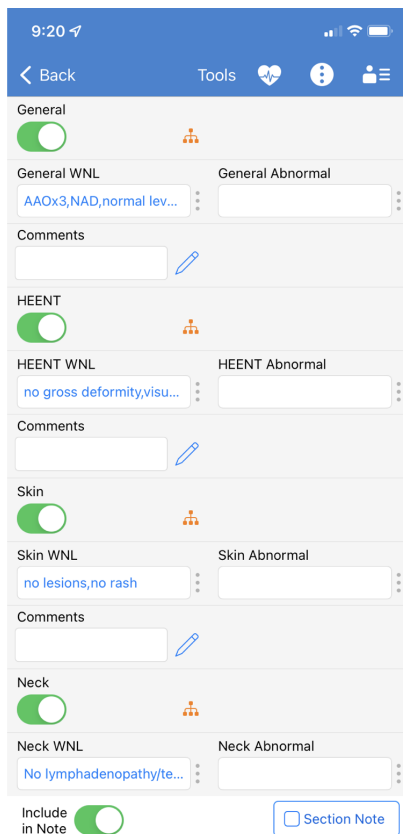 9:20
Back Tools
General
General WNL General Abnormal
AAOx3,NAD,normal lev...
Comments
HEENT
HEENT WNL HEENT Abnormal
no gross deformity,visu...
Comments
Skin
Skin WNL Skin Abnormal
no lesions,no rash
Comments
Neck
Neck WNL Neck Abnormal
No lymphadenopathy/te...
Include
in Note Section Note